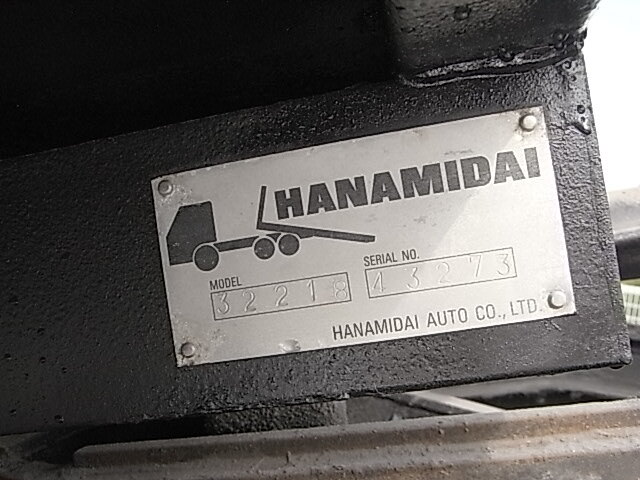 HANAMIDAI
MODEL
32218
SERIAL NO.
43273
HANAMIDAI AUTO CO., LTD.